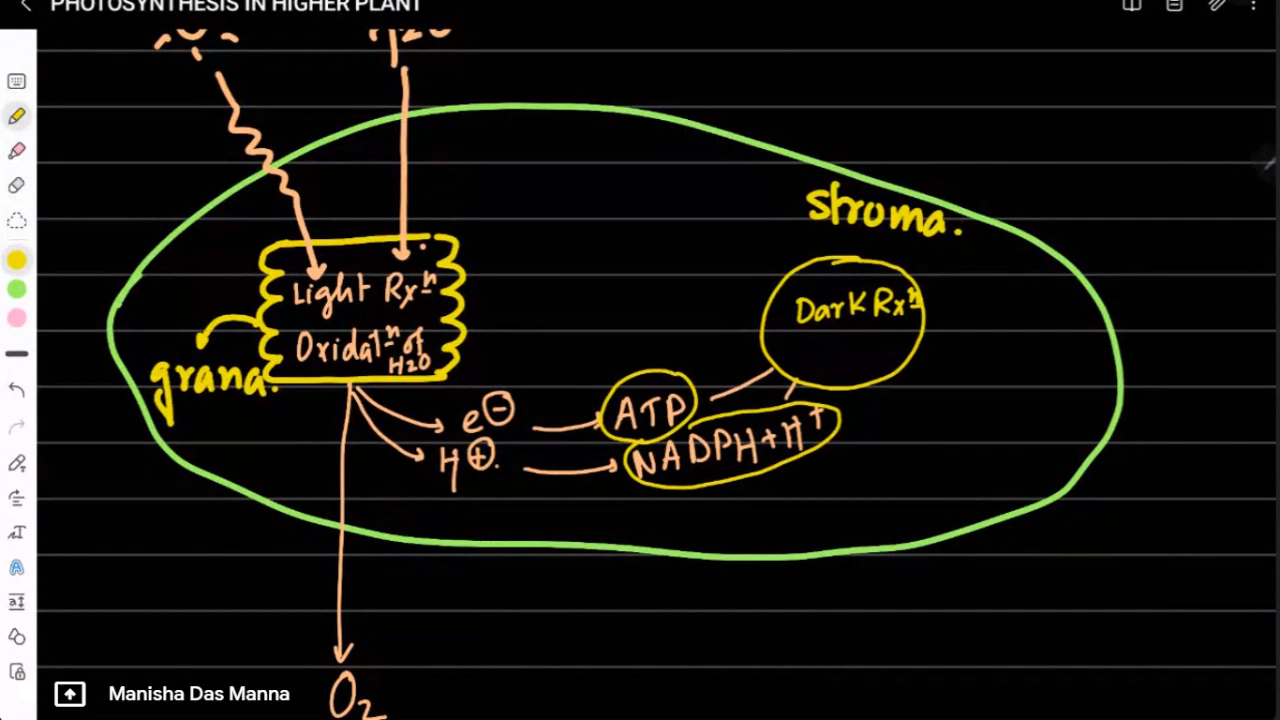 PHOTOSYNTHESIS IN HIGHER PLANT
H2O
stroma.
Light Rxn
Dark Rxn
Oxidatn of H2O
grana.
e⊖
ATP
H⊕.
NADPH+H+
O2
Manisha Das Manna